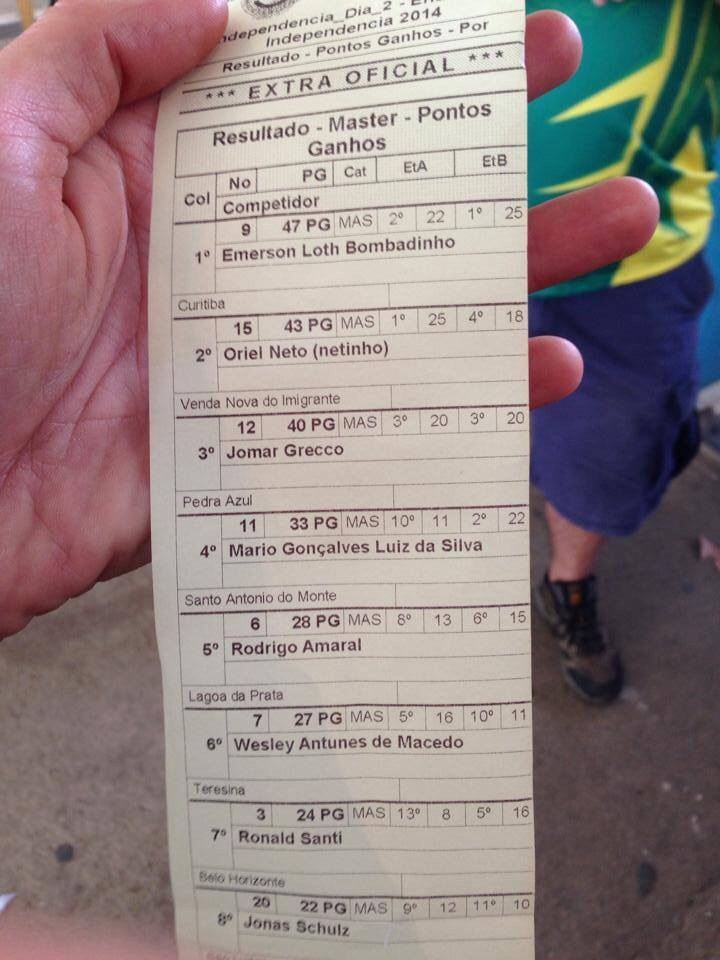 Independencia_Dia_2 -
Independencia 2014
Resultado - Pontos Ganhos - Por
*** EXTRA OFICIAL ***
Resultado - Master - Pontos
Ganhos
Col No PG Cat EtA EtB
Competidor
9 47 PG MAS 2º 22 1º 25
1º Emerson Loth Bombadinho
Curitiba
15 43 PG MAS 1º 25 4º 18
2º Oriel Neto (netinho)
Venda Nova do Imigrante
12 40 PG MAS 3º 20 3º 20
3º Jomar Grecco
Pedra Azul
11 33 PG MAS 10º 11 2º 22
4º Mario Gonçalves Luiz da Silva
Santo Antonio do Monte
6 28 PG MAS 8º 13 6º 15
5º Rodrigo Amaral
Lagoa da Prata
7 27 PG MAS 5º 16 10º 11
6º Wesley Antunes de Macedo
Teresina
3 24 PG MAS 13º 8 5º 16
7º Ronald Santi
Belo Horizonte
20 22 PG MAS 9º 12 11º 10
8º Jonas Schulz